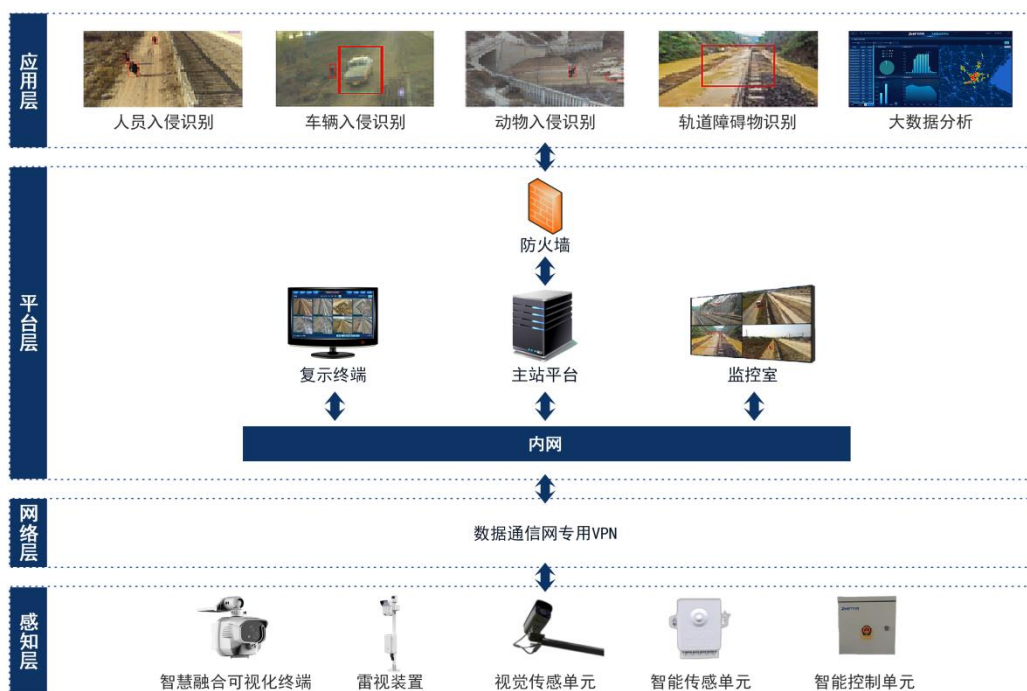 应用层
人员入侵识别
车辆入侵识别
动物入侵识别
轨道障碍物识别
大数据分析
平台层
防火墙
复示终端
主站平台
监控室
内网
网络层
数据通信网专用VPN
感知层
智慧融合可视化终端
雷视装置
视觉传感单元
智能传感单元
智能控制单元